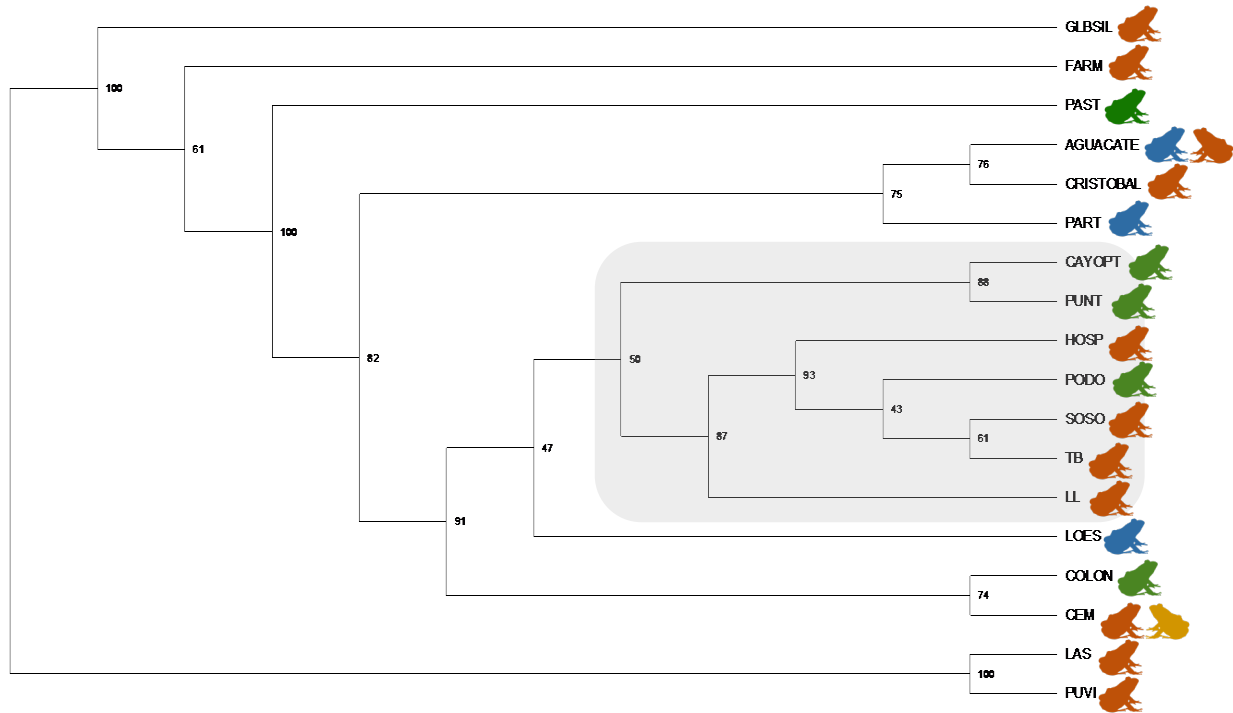 GLBSIL
100
FARM
61
PAST
100
AGUACATE
76
CRISTOBAL
75
PART
82
CAYOPT
88
PUNT
50
HOSP
93
PODO
43
SOSO
61
TB
87
LL
47
LOES
91
COLON
74
CEM
LAS
100
PUVI